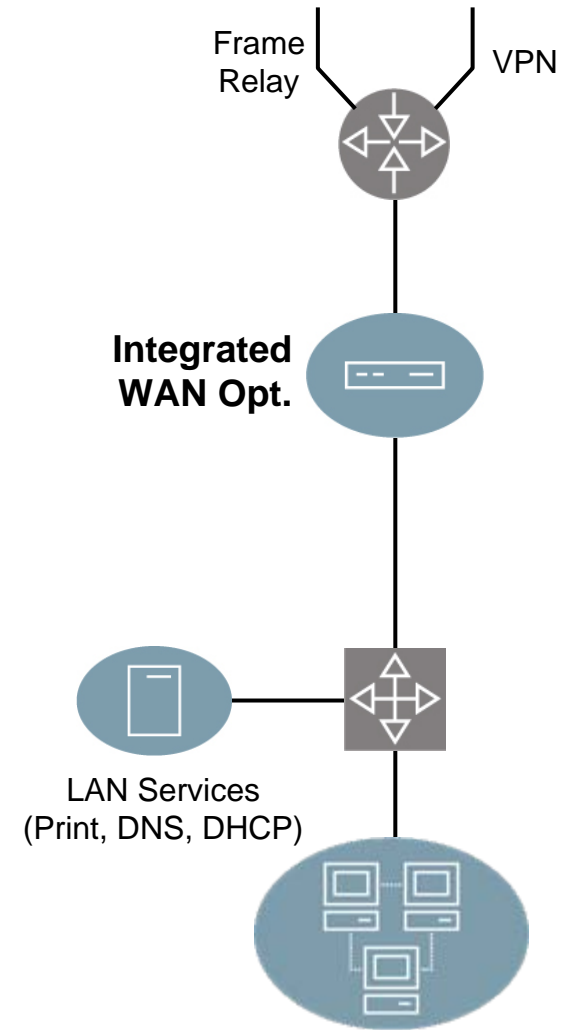 Frame
Relay
VPN
Integrated
WAN Opt.
LAN Services
(Print, DNS, DHCP)